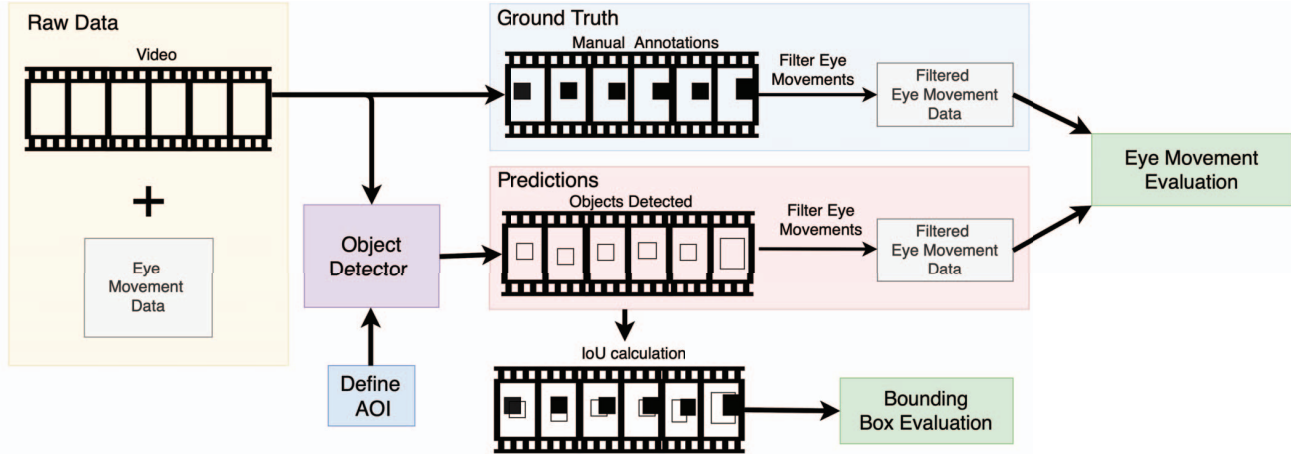 Raw Data
Video
+
Eye
Movement
Data
Object
Detector
Define
AOI
Ground Truth
Manual Annotations
Filter Eye
Movements
Filtered
Eye Movement
Data
Predictions
Objects Detected
Filter Eye
Movements
Filtered
Eye Movement
Data
IoU calculation
Bounding
Box Evaluation
Eye Movement
Evaluation